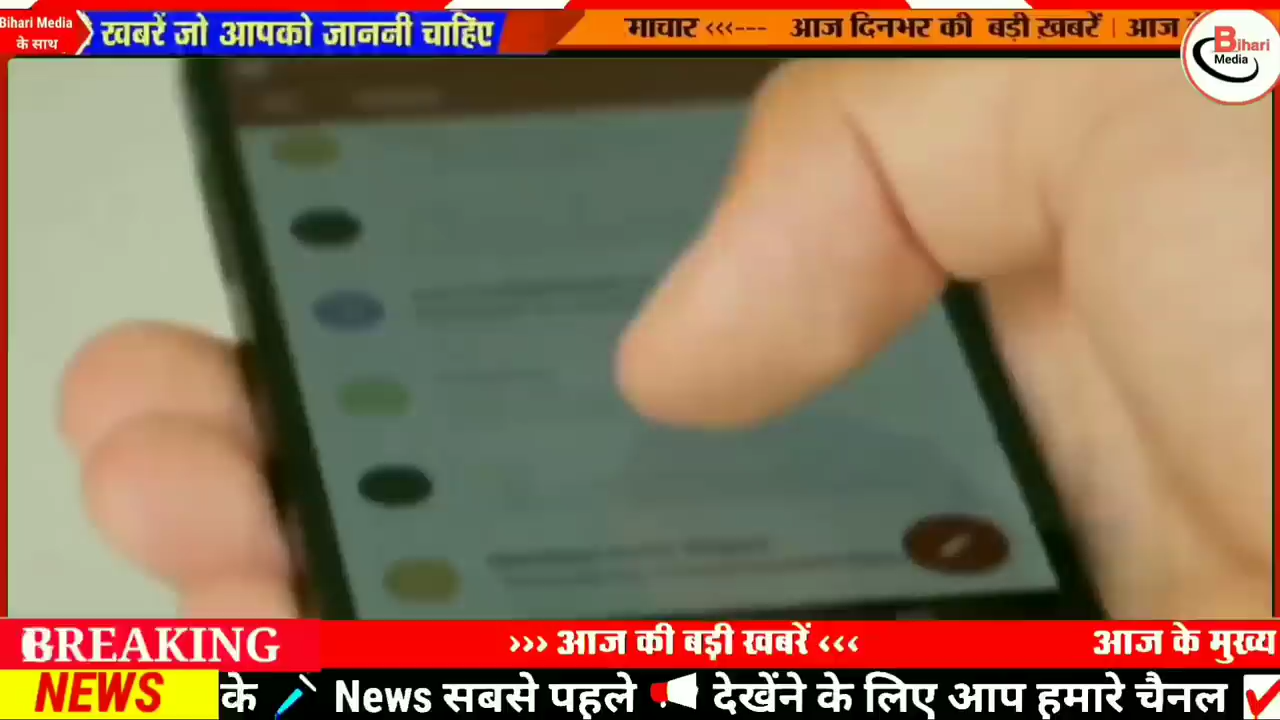 Bihari Media
के साथ
खबरें जो आपको जाननी चाहिए
माचार <<<--- आज दिनभर की बड़ी ख़बरें | आज
Bihari
Media
BREAKING
>>> आज की बड़ी खबरें <<< आज के मुख्य
NEWS
के News सबसे पहले देखेंने के लिए आप हमारे चैनल